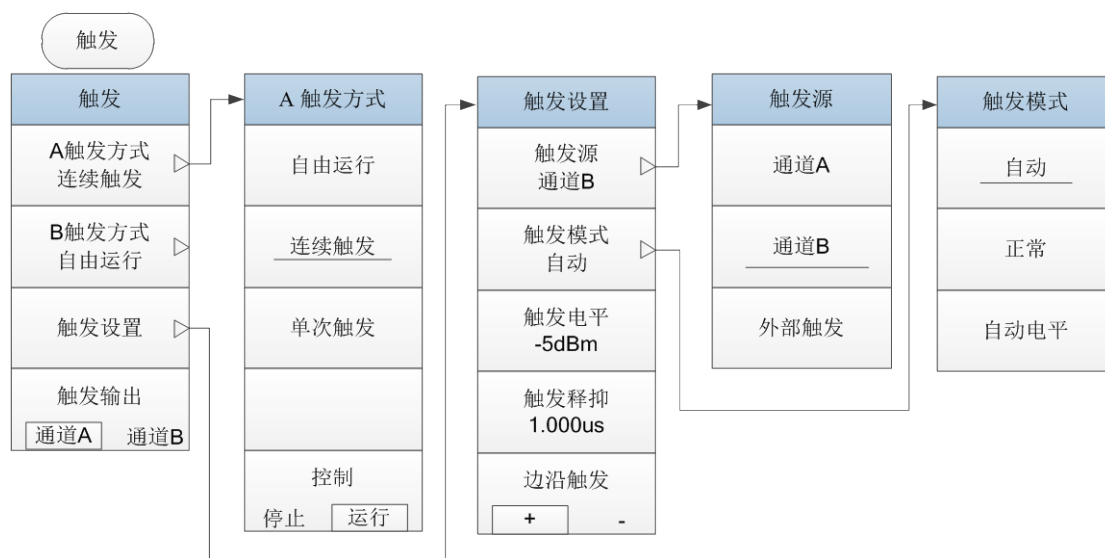 触发
触发
A触发方式
连续触发
B触发方式
自由运行
触发设置
触发输出
通道A 通道B
A 触发方式
自由运行
连续触发
单次触发
控制
停止 运行
触发设置
触发源
通道B
触发模式
自动
触发电平
-5dBm
触发释抑
1.000us
边沿触发
+ -
触发源
通道A
通道B
外部触发
触发模式
自动
正常
自动电平